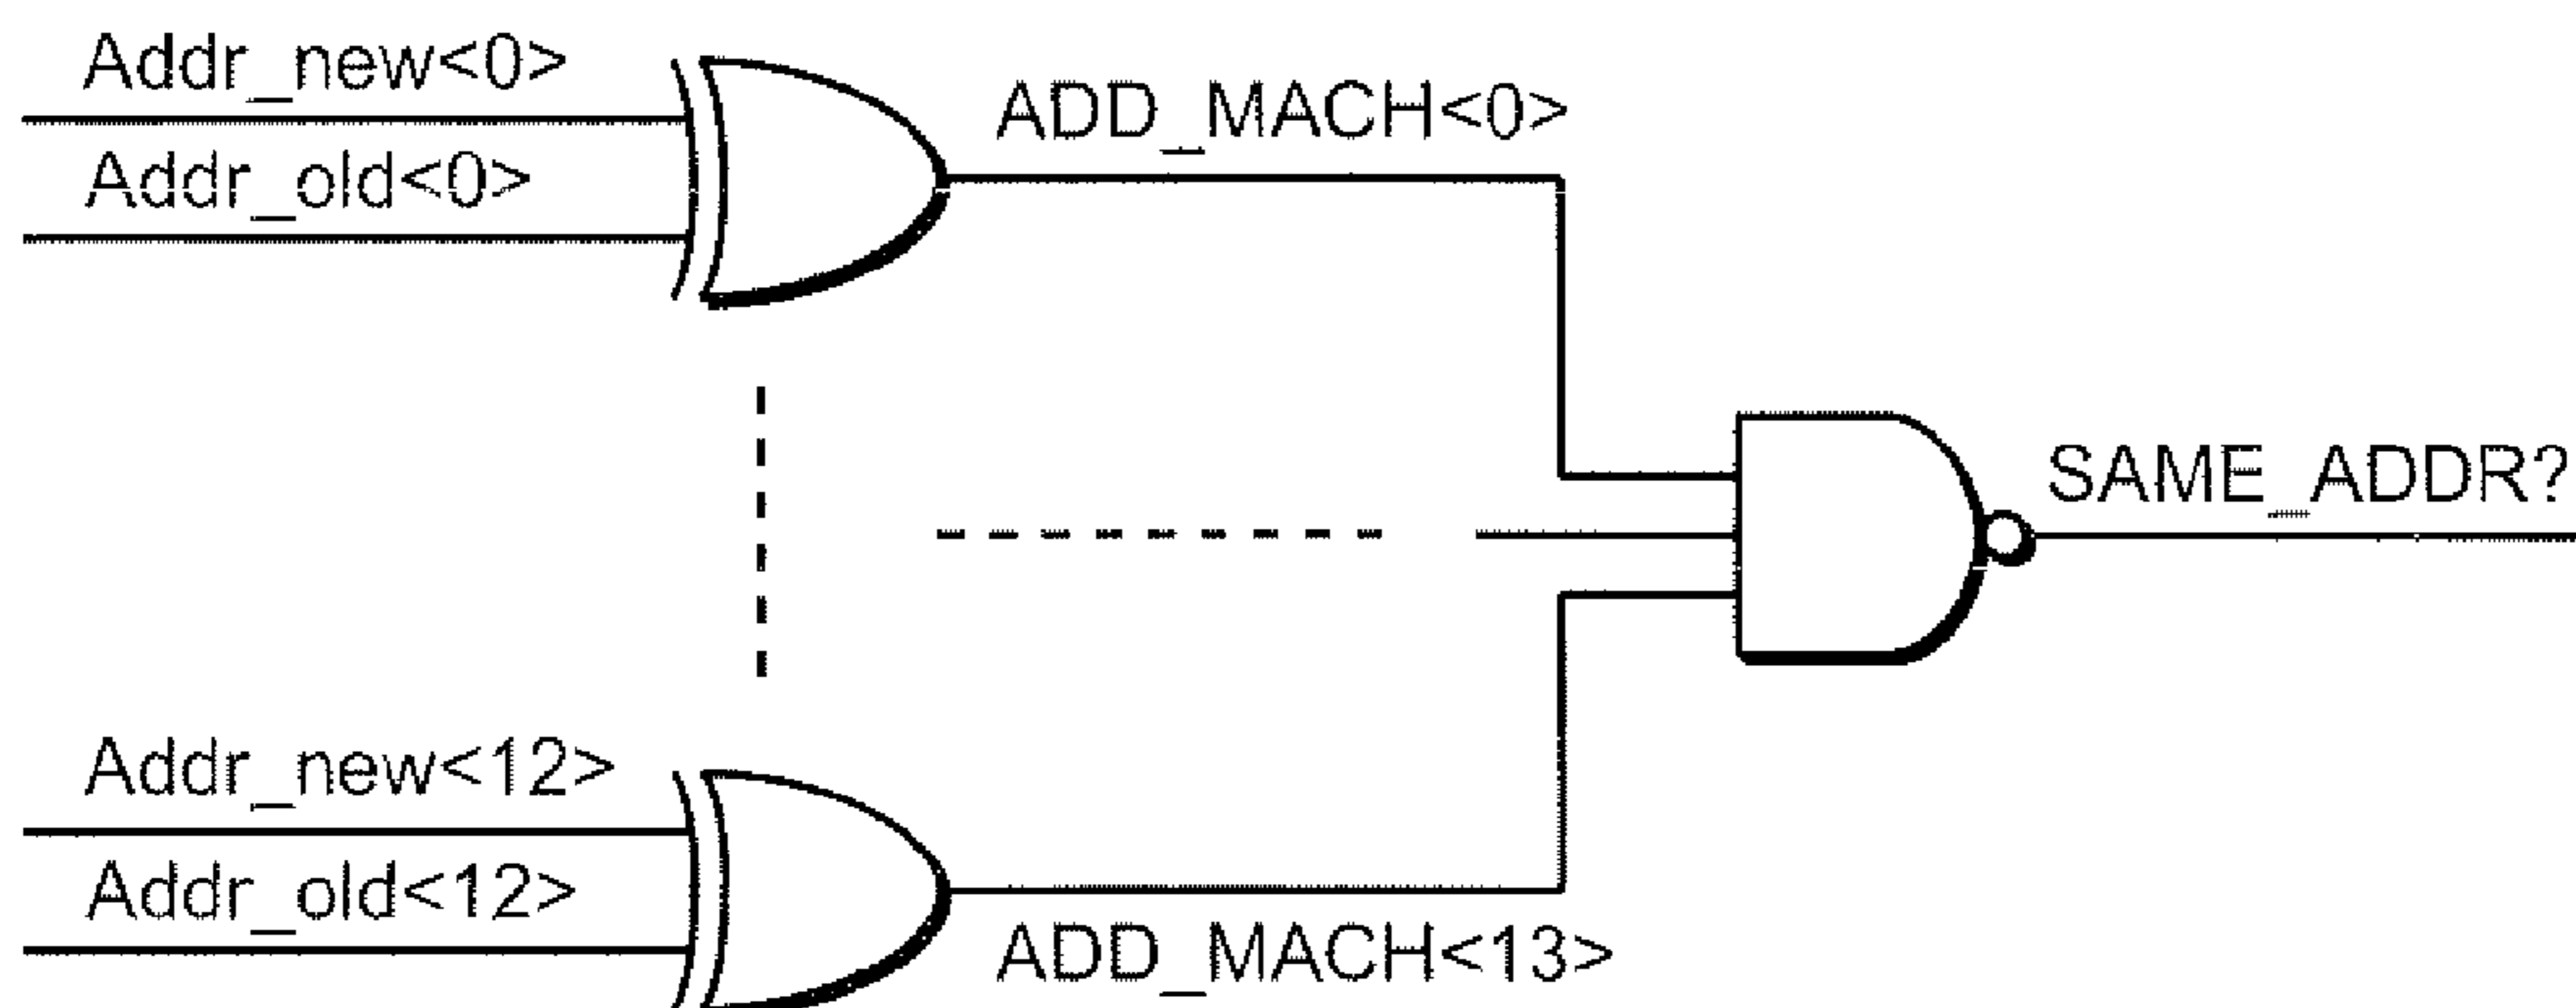 Addr_new<0>
Addr_old<0>
ADD_MACH<0>
SAME_ADDR?
Addr_new<12>
Addr_old<12>
ADD_MACH<13>